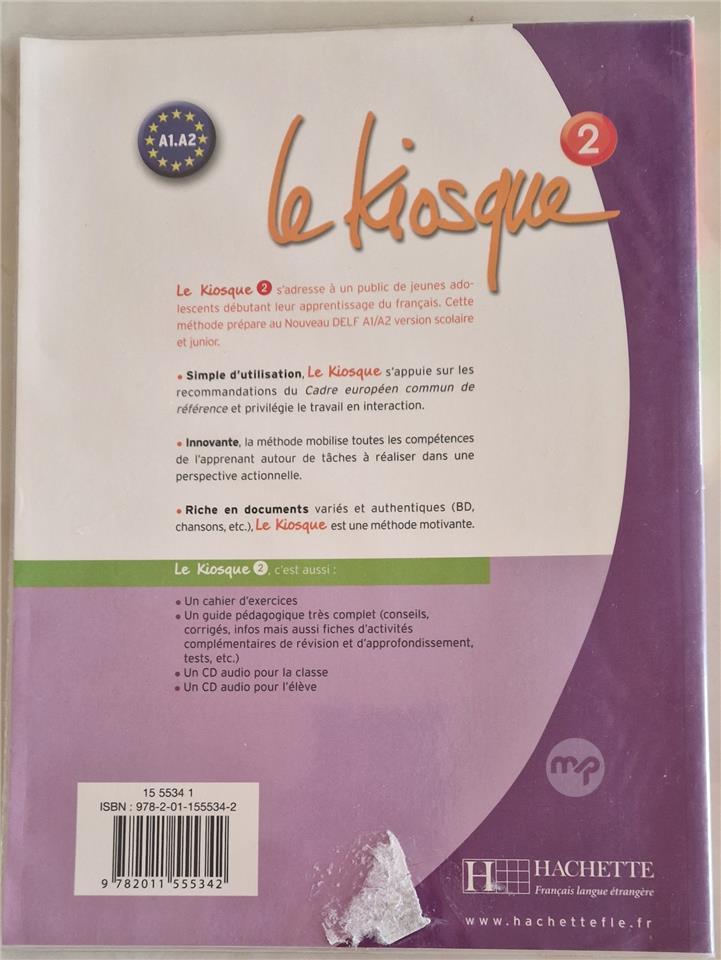 A1.A2
le Kiosque 2
Le Kiosque 2 s'adresse à un public de jeunes ado-
lescents débutant leur apprentissage du français. Cette
méthode prépare au Nouveau DELF A1/A2 version scolaire
et junior.
• Simple d'utilisation, Le Kiosque s'appuie sur les
recommandations du Cadre européen commun de
référence et privilégie le travail en interaction.
• Innovante, la méthode mobilise toutes les compétences
de l'apprenant autour de tâches à réaliser dans une
perspective actionnelle.
• Riche en documents variés et authentiques (BD,
chansons, etc.), Le Kiosque est une méthode motivante.
Le Kiosque 2, c'est aussi :
• Un cahier d'exercices
• Un guide pédagogique très complet (conseils,
corrigés, infos mais aussi fiches d'activités
complémentaires de révision et d'approfondissement,
tests, etc.)
• Un CD audio pour la classe
• Un CD audio pour l'élève
mp
15 5534 1
ISBN : 978-2-01-155534-2
9 782011 555342
H HACHETTE
Français langue étrangère
www.hachettefle.fr